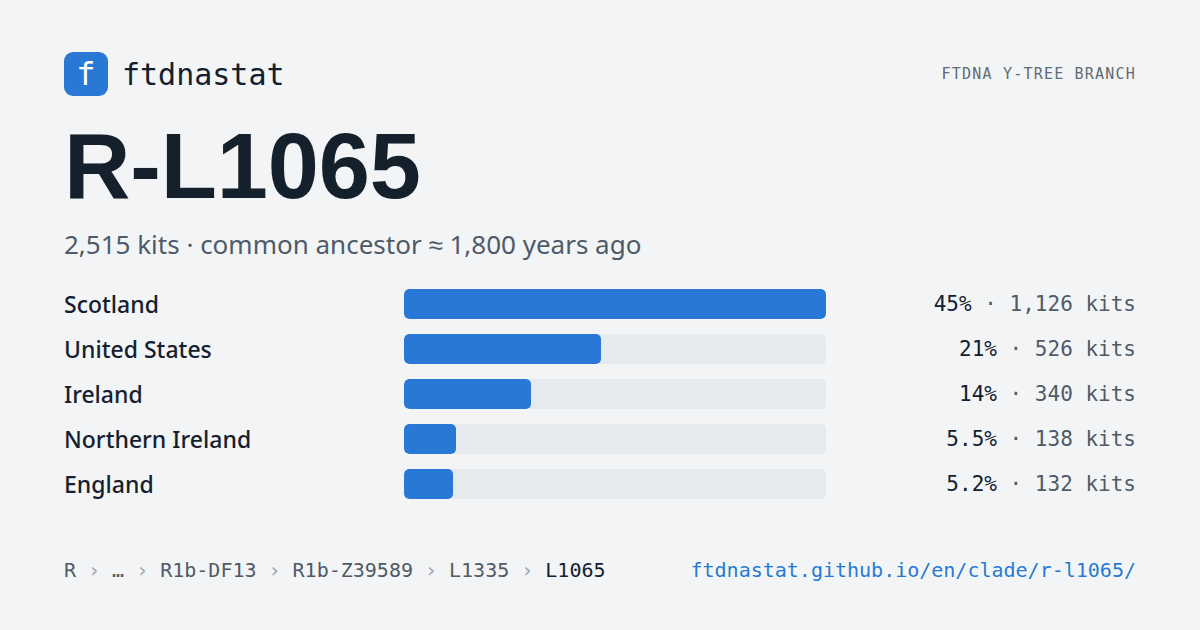 f ftdnastat
FTDNA Y-TREE BRANCH
R-L1065
2,515 kits · common ancestor ≈ 1,800 years ago
Scotland 45% · 1,126 kits
United States 21% · 526 kits
Ireland 14% · 340 kits
Northern Ireland 5.5% · 138 kits
England 5.2% · 132 kits
R › … › R1b-DF13 › R1b-Z39589 › L1335 › L1065
ftdnastat.github.io/en/clade/r-l1065/